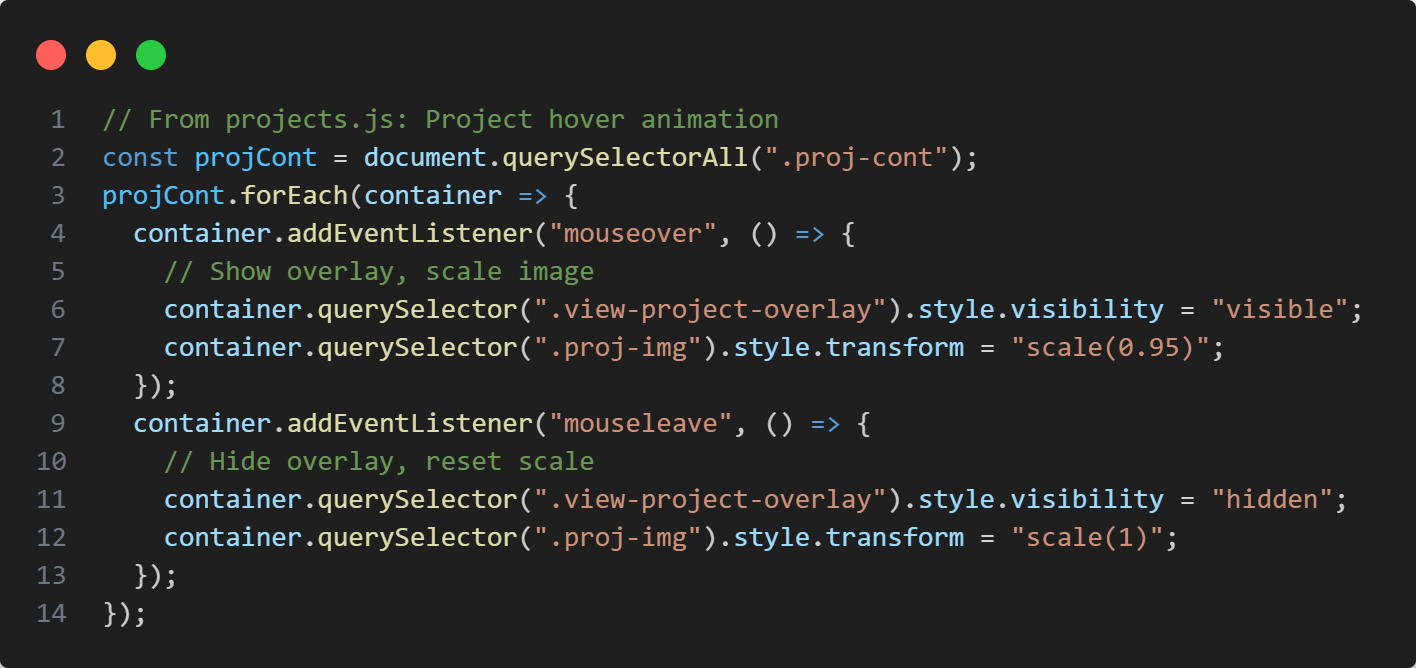 1 // From projects.js: Project hover animation
2 const projCont = document.querySelectorAll(".proj-cont");
3 projCont.forEach(container => {
4   container.addEventListener("mouseover", () => {
5     // Show overlay, scale image
6     container.querySelector(".view-project-overlay").style.visibility = "visible";
7     container.querySelector(".proj-img").style.transform = "scale(0.95)";
8   });
9   container.addEventListener("mouseleave", () => {
10     // Hide overlay, reset scale
11     container.querySelector(".view-project-overlay").style.visibility = "hidden";
12     container.querySelector(".proj-img").style.transform = "scale(1)";
13   });
14 });